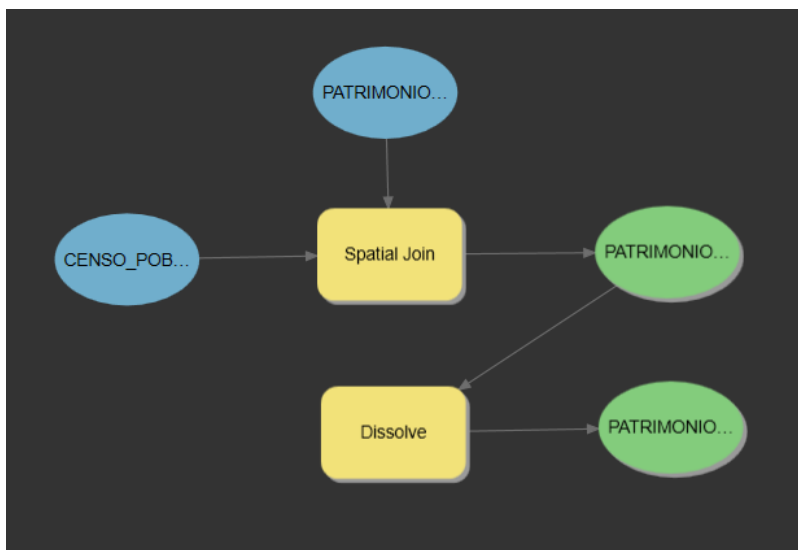 PATRIMONIO...
CENSO_POB...
Spatial Join
PATRIMONIO...
Dissolve
PATRIMONIO...